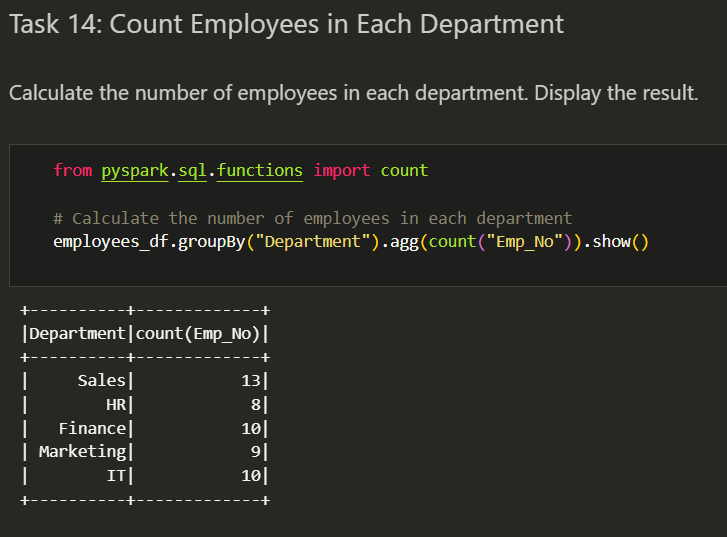 Task 14: Count Employees in Each Department
Calculate the number of employees in each department. Display the result.
from pyspark.sql.functions import count
# Calculate the number of employees in each department
employees_df.groupBy("Department").agg(count("Emp_No")).show()
+----------+-------------+
|Department|count(Emp_No)|
+----------+-------------+
|     Sales|           13|
|        HR|            8|
|   Finance|           10|
| Marketing|            9|
|        IT|           10|
+----------+-------------+